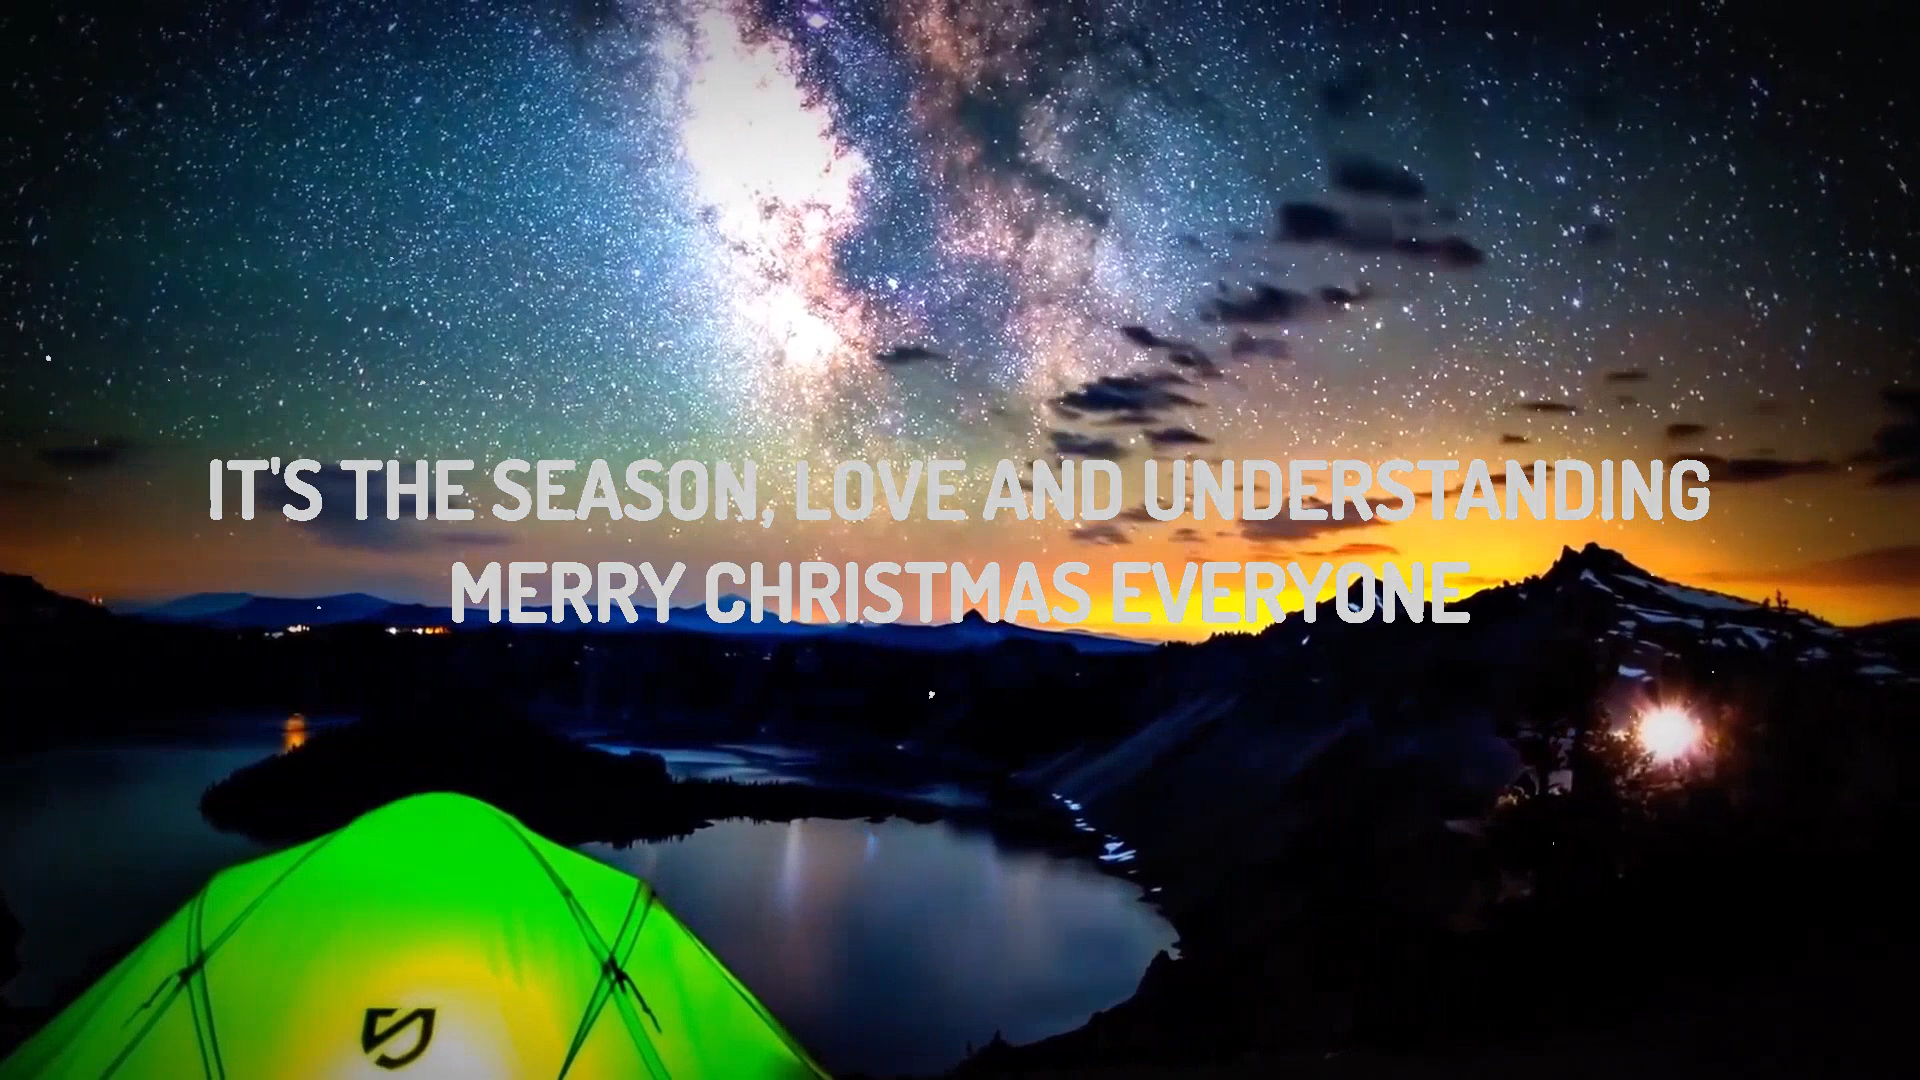 IT'S THE SEASON, LOVE AND UNDERSTANDING
MERRY CHRISTMAS EVERYONE